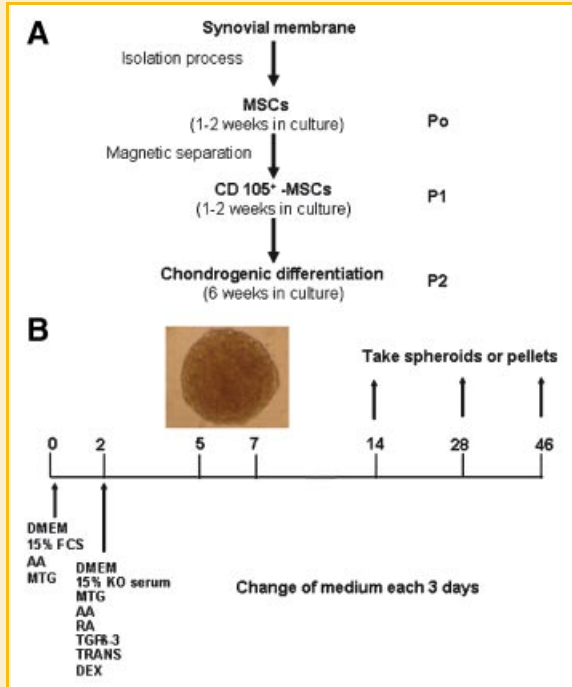 A
Synovial membrane
Isolation process
MSCs
(1-2 weeks in culture)
Po
Magnetic separation
CD 105+ -MSCs
(1-2 weeks in culture)
P1
Chondrogenic differentiation
(6 weeks in culture)
P2
B
Take spheroids or pellets
0 2 5 7 14 28 46
DMEM
15% FCS
AA
MTG
DMEM
15% KO serum
MTG
AA
RA
TGFß-3
TRANS
DEX
Change of medium each 3 days